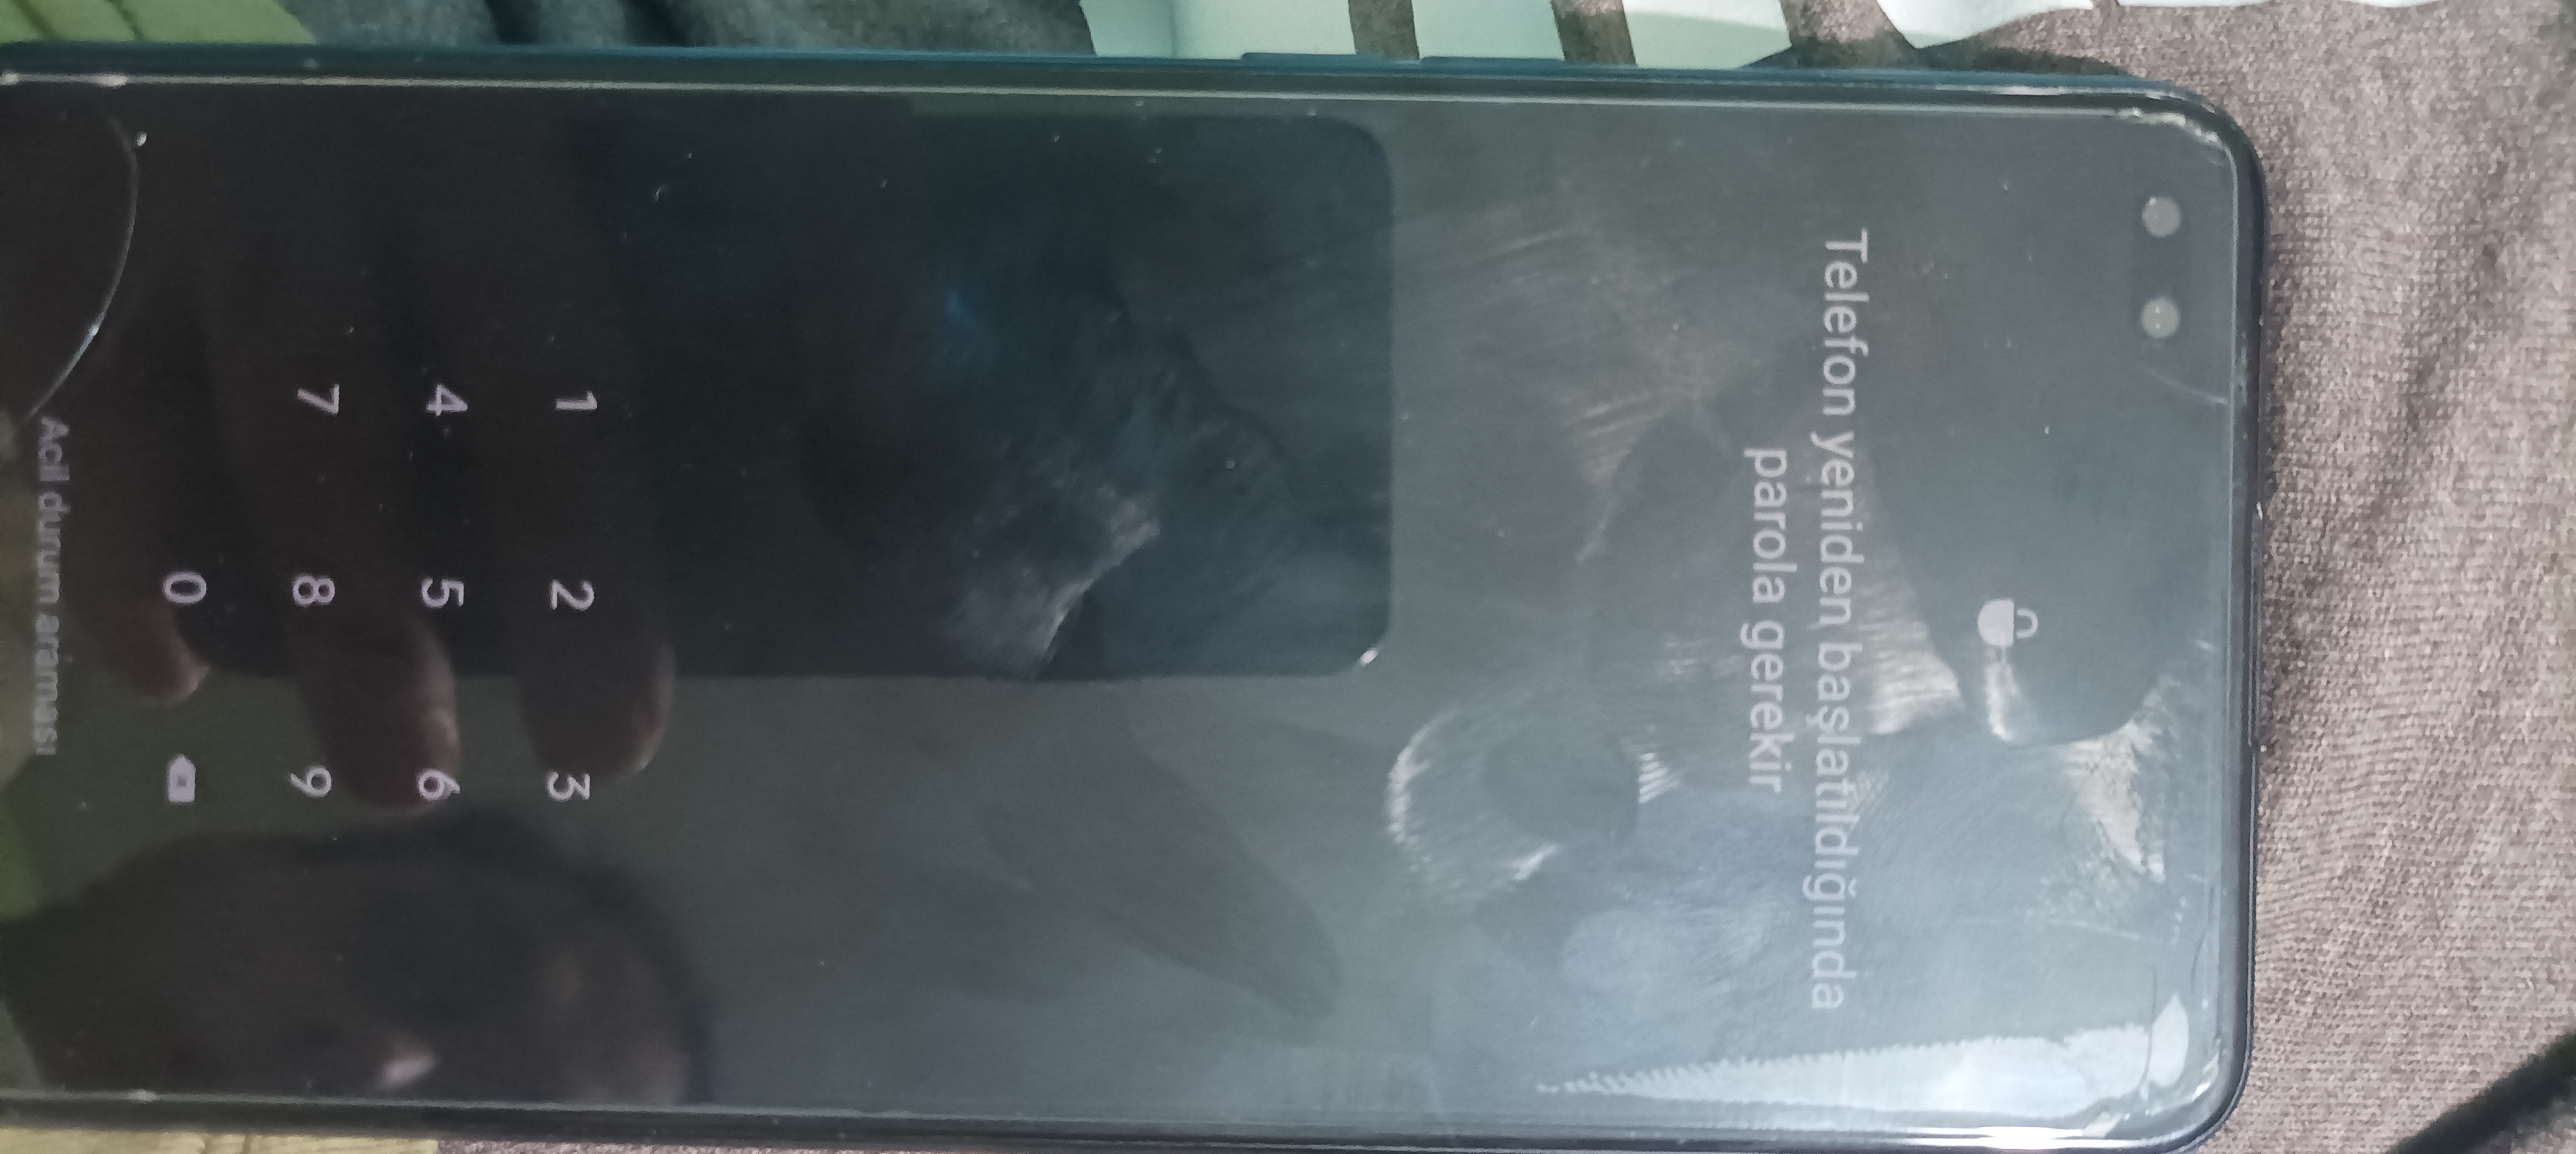 Telefon yeniden başlatıldığında
parola gerekir
1 2 3
4 5 6
7 8 9
0
Acil durum araması